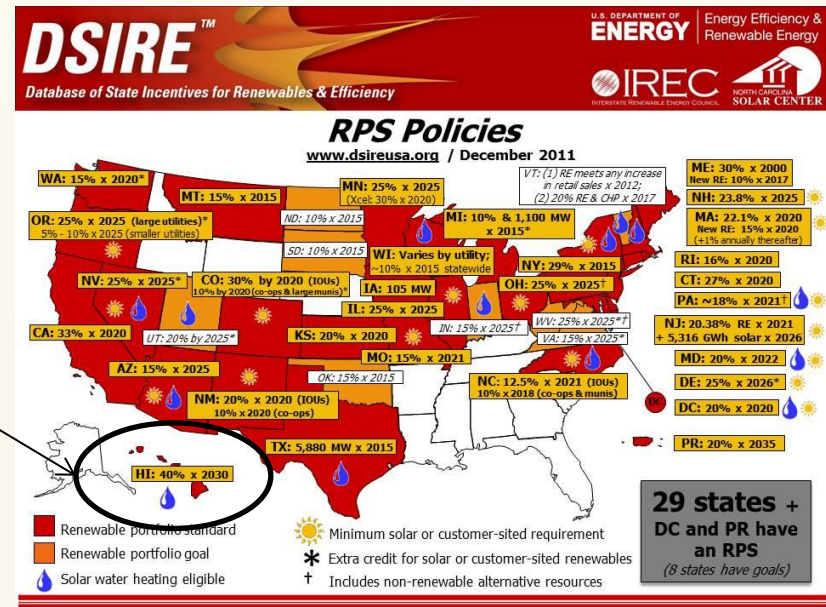 DSIRE™
Database of State Incentives for Renewables & Efficiency
U.S. DEPARTMENT OF
ENERGY
Energy Efficiency &
Renewable Energy
IREC
INTERSTATE RENEWABLE ENERGY COUNCIL
NORTH CAROLINA
SOLAR CENTER
RPS Policies
www.dsireusa.org / December 2011
WA: 15% x 2020*
MT: 15% x 2015
MN: 25% x 2025
(Xcel: 30% x 2020)
VT: (1) RE meets any increase
in retail sales x 2012;
(2) 20% RE & CHP x 2017
ME: 30% x 2000
New RE: 10% x 2017
NH: 23.8% x 2025
OR: 25% x 2025 (large utilities)*
5% - 10% x 2025 (smaller utilities)
ND: 10% x 2015
MI: 10% & 1,100 MW
x 2015*
MA: 22.1% x 2020
New RE: 15% x 2020
(+1% annually thereafter)
SD: 10% x 2015
WI: Varies by utility;
~10% x 2015 statewide
NY: 29% x 2015
RI: 16% x 2020
NV: 25% x 2025*
CO: 30% by 2020 (IOUs)
10% by 2020 (co-ops & large munis)*
IA: 105 MW
OH: 25% x 2025†
CT: 27% x 2020
IL: 25% x 2025
PA: ~18% x 2021†
CA: 33% x 2020
UT: 20% by 2025*
KS: 20% x 2020
IN: 15% x 2025†
WV: 25% x 2025*†
VA: 15% x 2025*
NJ: 20.38% RE x 2021
+ 5,316 GWh solar x 2026
MO: 15% x 2021
MD: 20% x 2022
AZ: 15% x 2025
OK: 15% x 2015
NC: 12.5% x 2021 (IOUs)
10% x 2018 (co-ops & munis)
DE: 25% x 2026*
NM: 20% x 2020 (IOUs)
10% x 2020 (co-ops)
DC
DC: 20% x 2020
TX: 5,880 MW x 2015
PR: 20% x 2035
HI: 40% x 2030
29 states +
DC and PR have
an RPS
(8 states have goals)
Renewable portfolio standard
Renewable portfolio goal
Solar water heating eligible
Minimum solar or customer-sited requirement
* Extra credit for solar or customer-sited renewables
† Includes non-renewable alternative resources